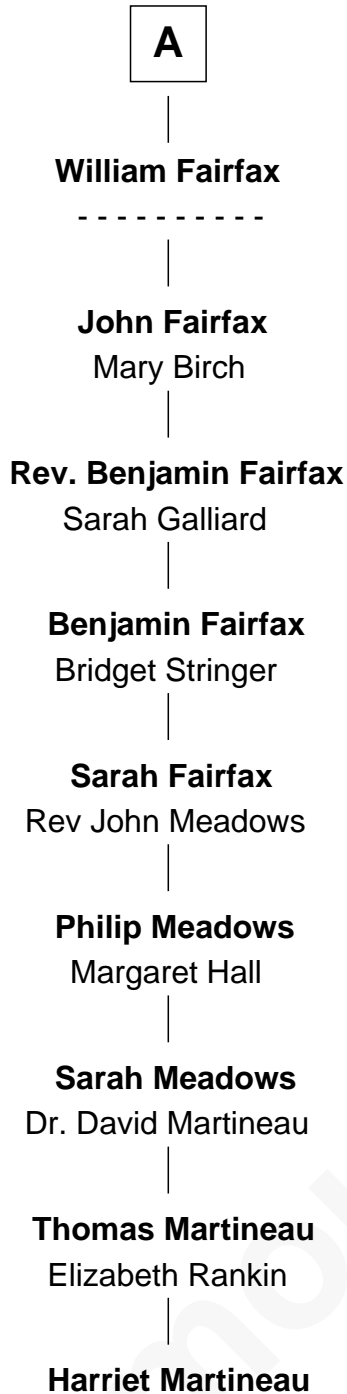 A
William Fairfax
- - - - - - - - - -
John Fairfax
Mary Birch
Rev. Benjamin Fairfax
Sarah Galliard
Benjamin Fairfax
Bridget Stringer
Sarah Fairfax
Rev John Meadows
Philip Meadows
Margaret Hall
Sarah Meadows
Dr. David Martineau
Thomas Martineau
Elizabeth Rankin
Harriet Martineau